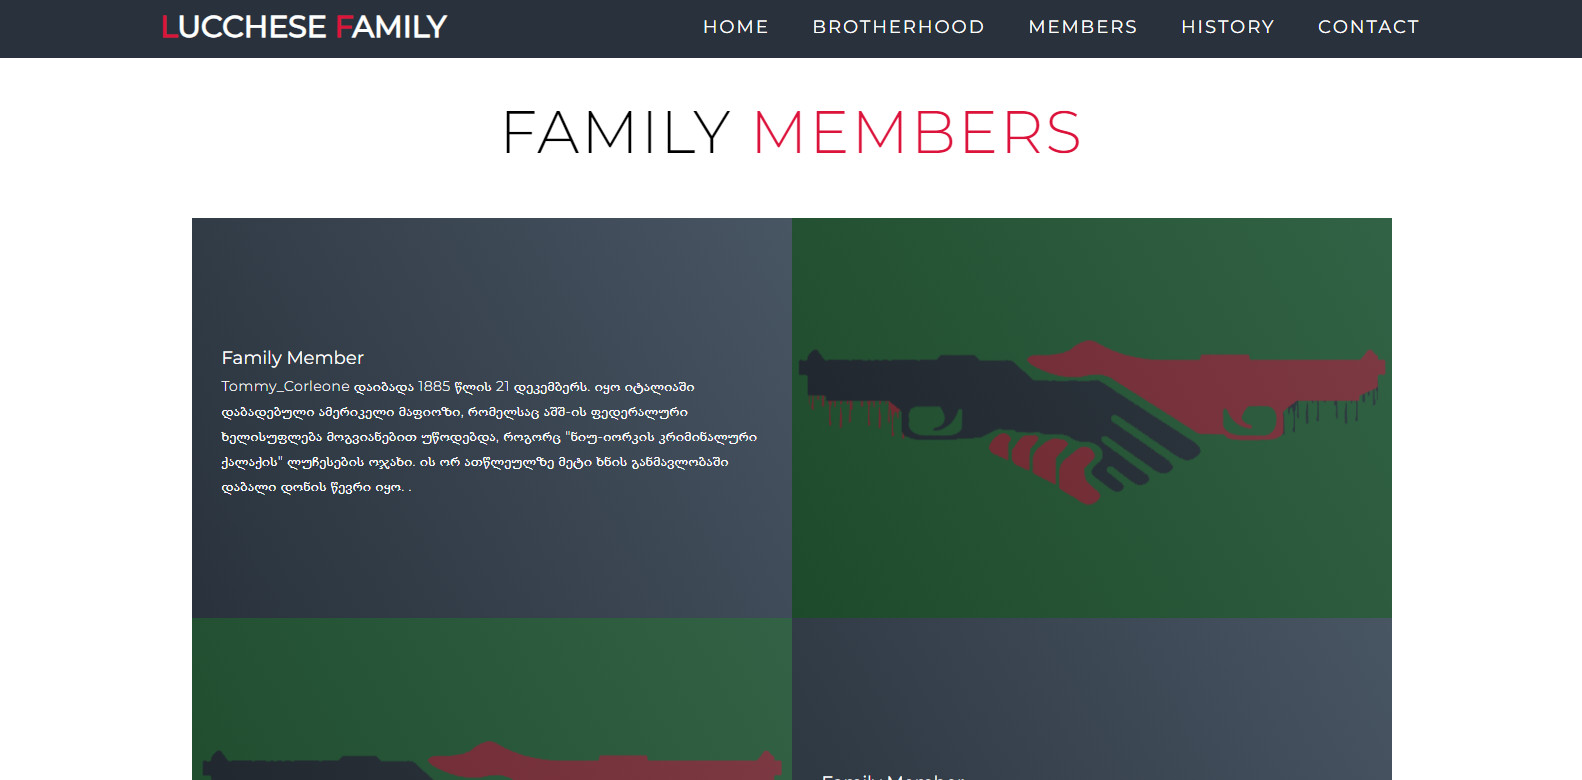 LUCCHESE FAMILY
HOME BROTHERHOOD MEMBERS HISTORY CONTACT
FAMILY MEMBERS
Family Member
Tommy_Corleone დაიბადა 1885 წლის 21 დეკემბერს. იყო იტალიაში
დაბადებული ამერიკელი მაფიოზი, რომელსაც აშშ-ის ფედერალური
ხელისუფლება მოგვიანებით უწოდებდა, როგორც "ნიუ-იორკის კრიმინალური
ქალაქის" ლუჩესების ოჯახი. ის ორ ათწლეულზე მეტი ხნის განმავლობაში
დაბალი დონის წევრი იყო. .
Family Member